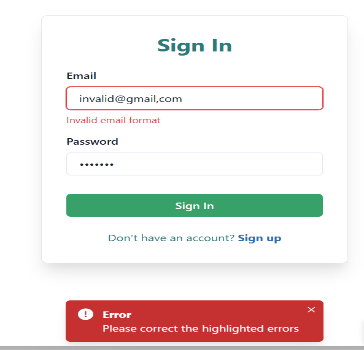 Sign In
Email
invalid@gmail,com
Invalid email format
Password
•••••••
Sign In
Don't have an account? Sign up
Error
Please correct the highlighted errors